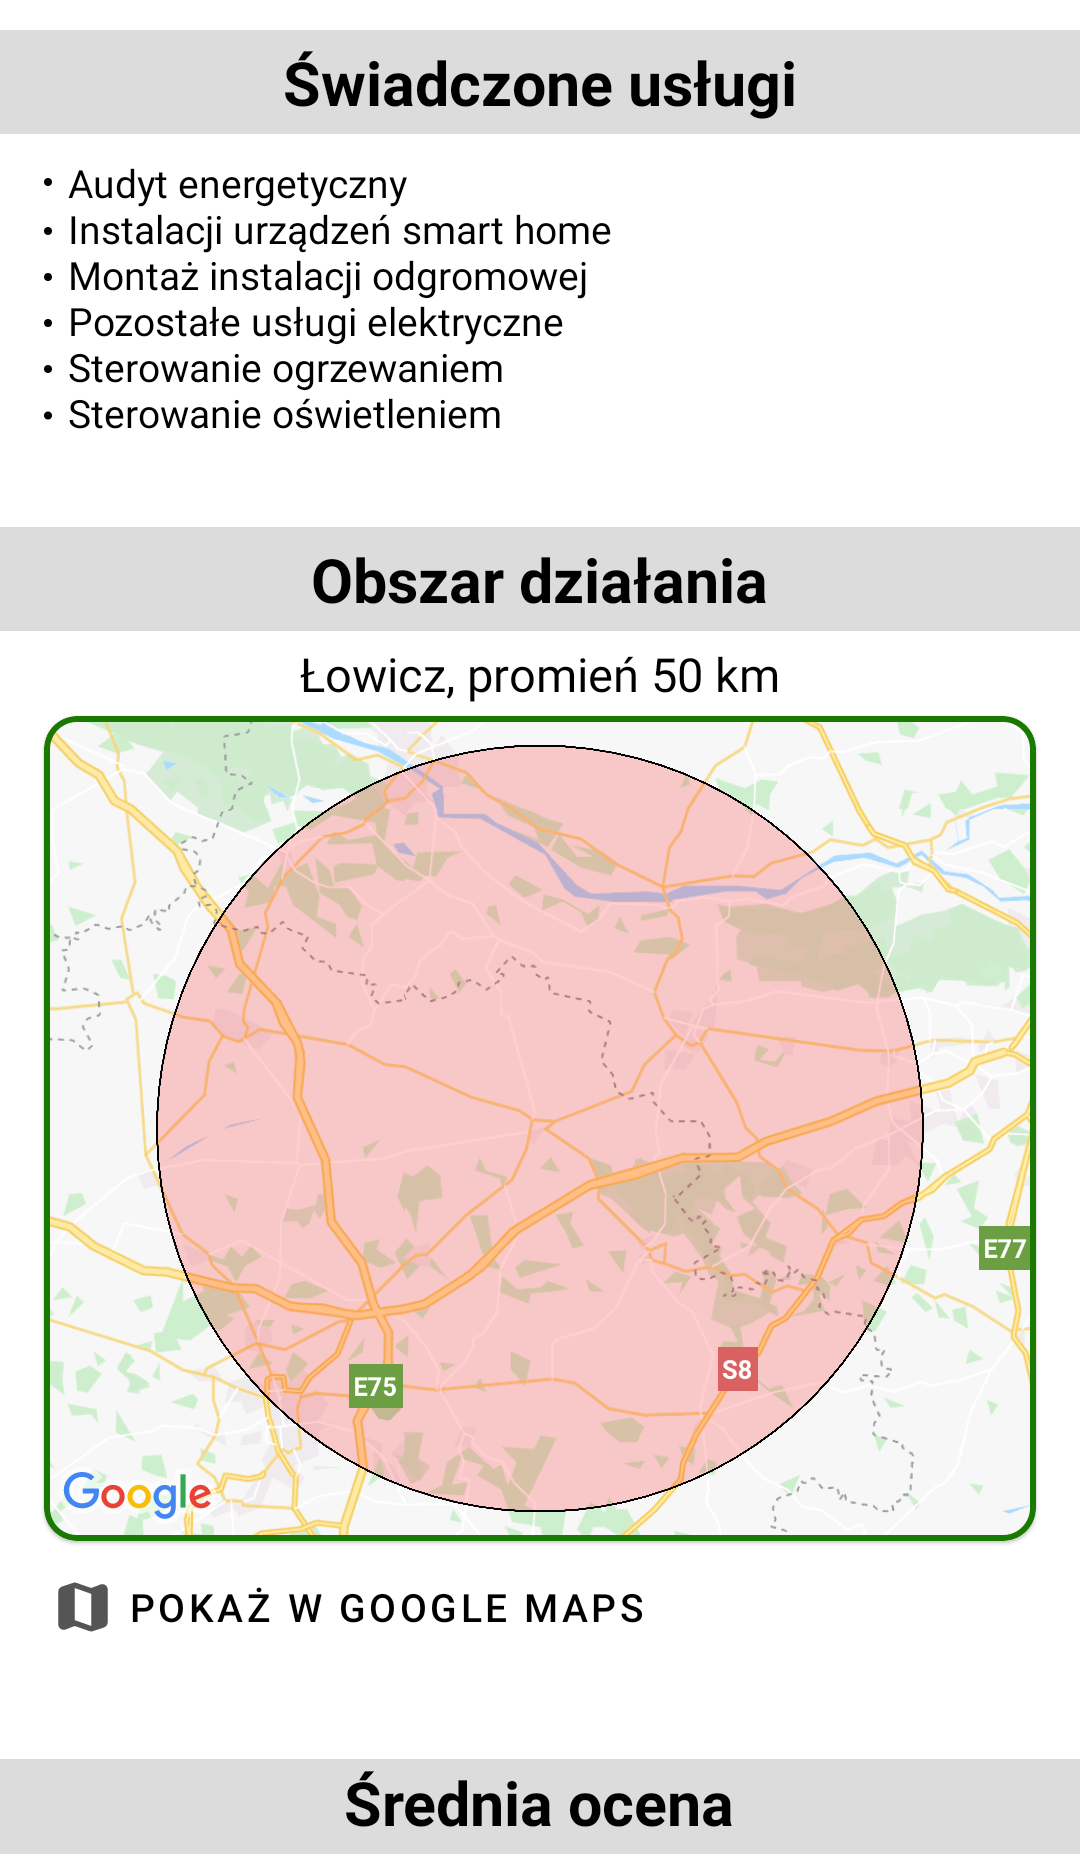 Świadczone usługi
• Audyt energetyczny
• Instalacji urządzeń smart home
• Montaż instalacji odgromowej
• Pozostałe usługi elektryczne
• Sterowanie ogrzewaniem
• Sterowanie oświetleniem
Obszar działania
Łowicz, promień 50 km
E77
S8
E75
Google
POKAŻ W GOOGLE MAPS
Średnia ocena